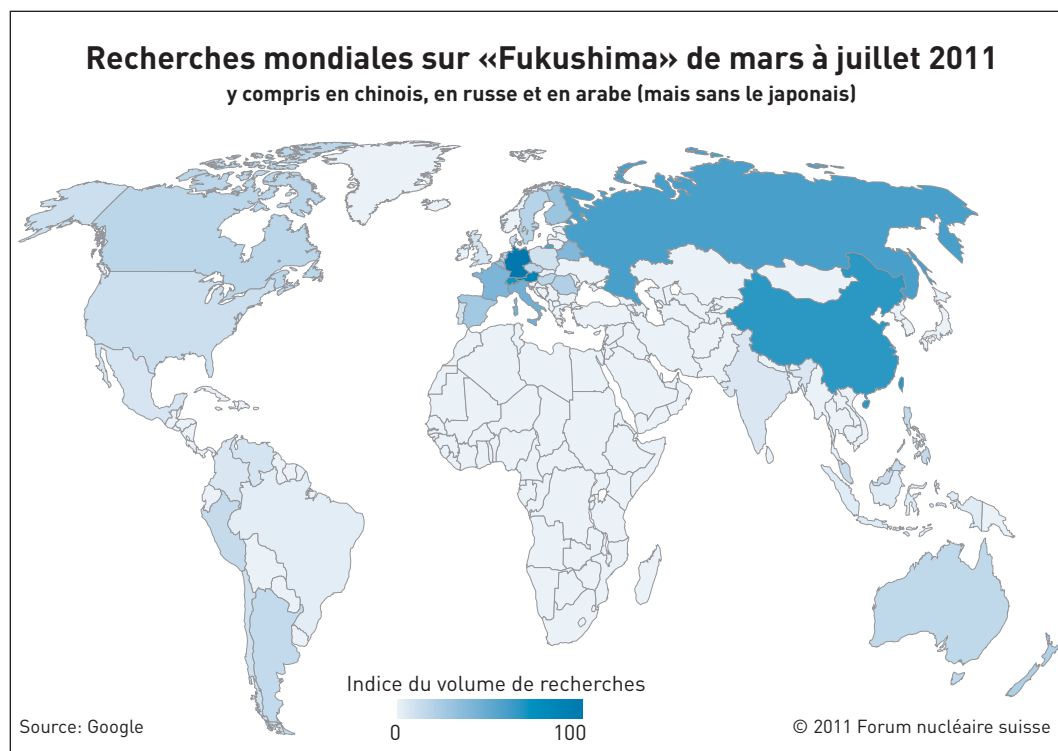 Recherches mondiales sur «Fukushima» de mars à juillet 2011
y compris en chinois, en russe et en arabe (mais sans le japonais)
Indice du volume de recherches
0 100
Source: Google
© 2011 Forum nucléaire suisse